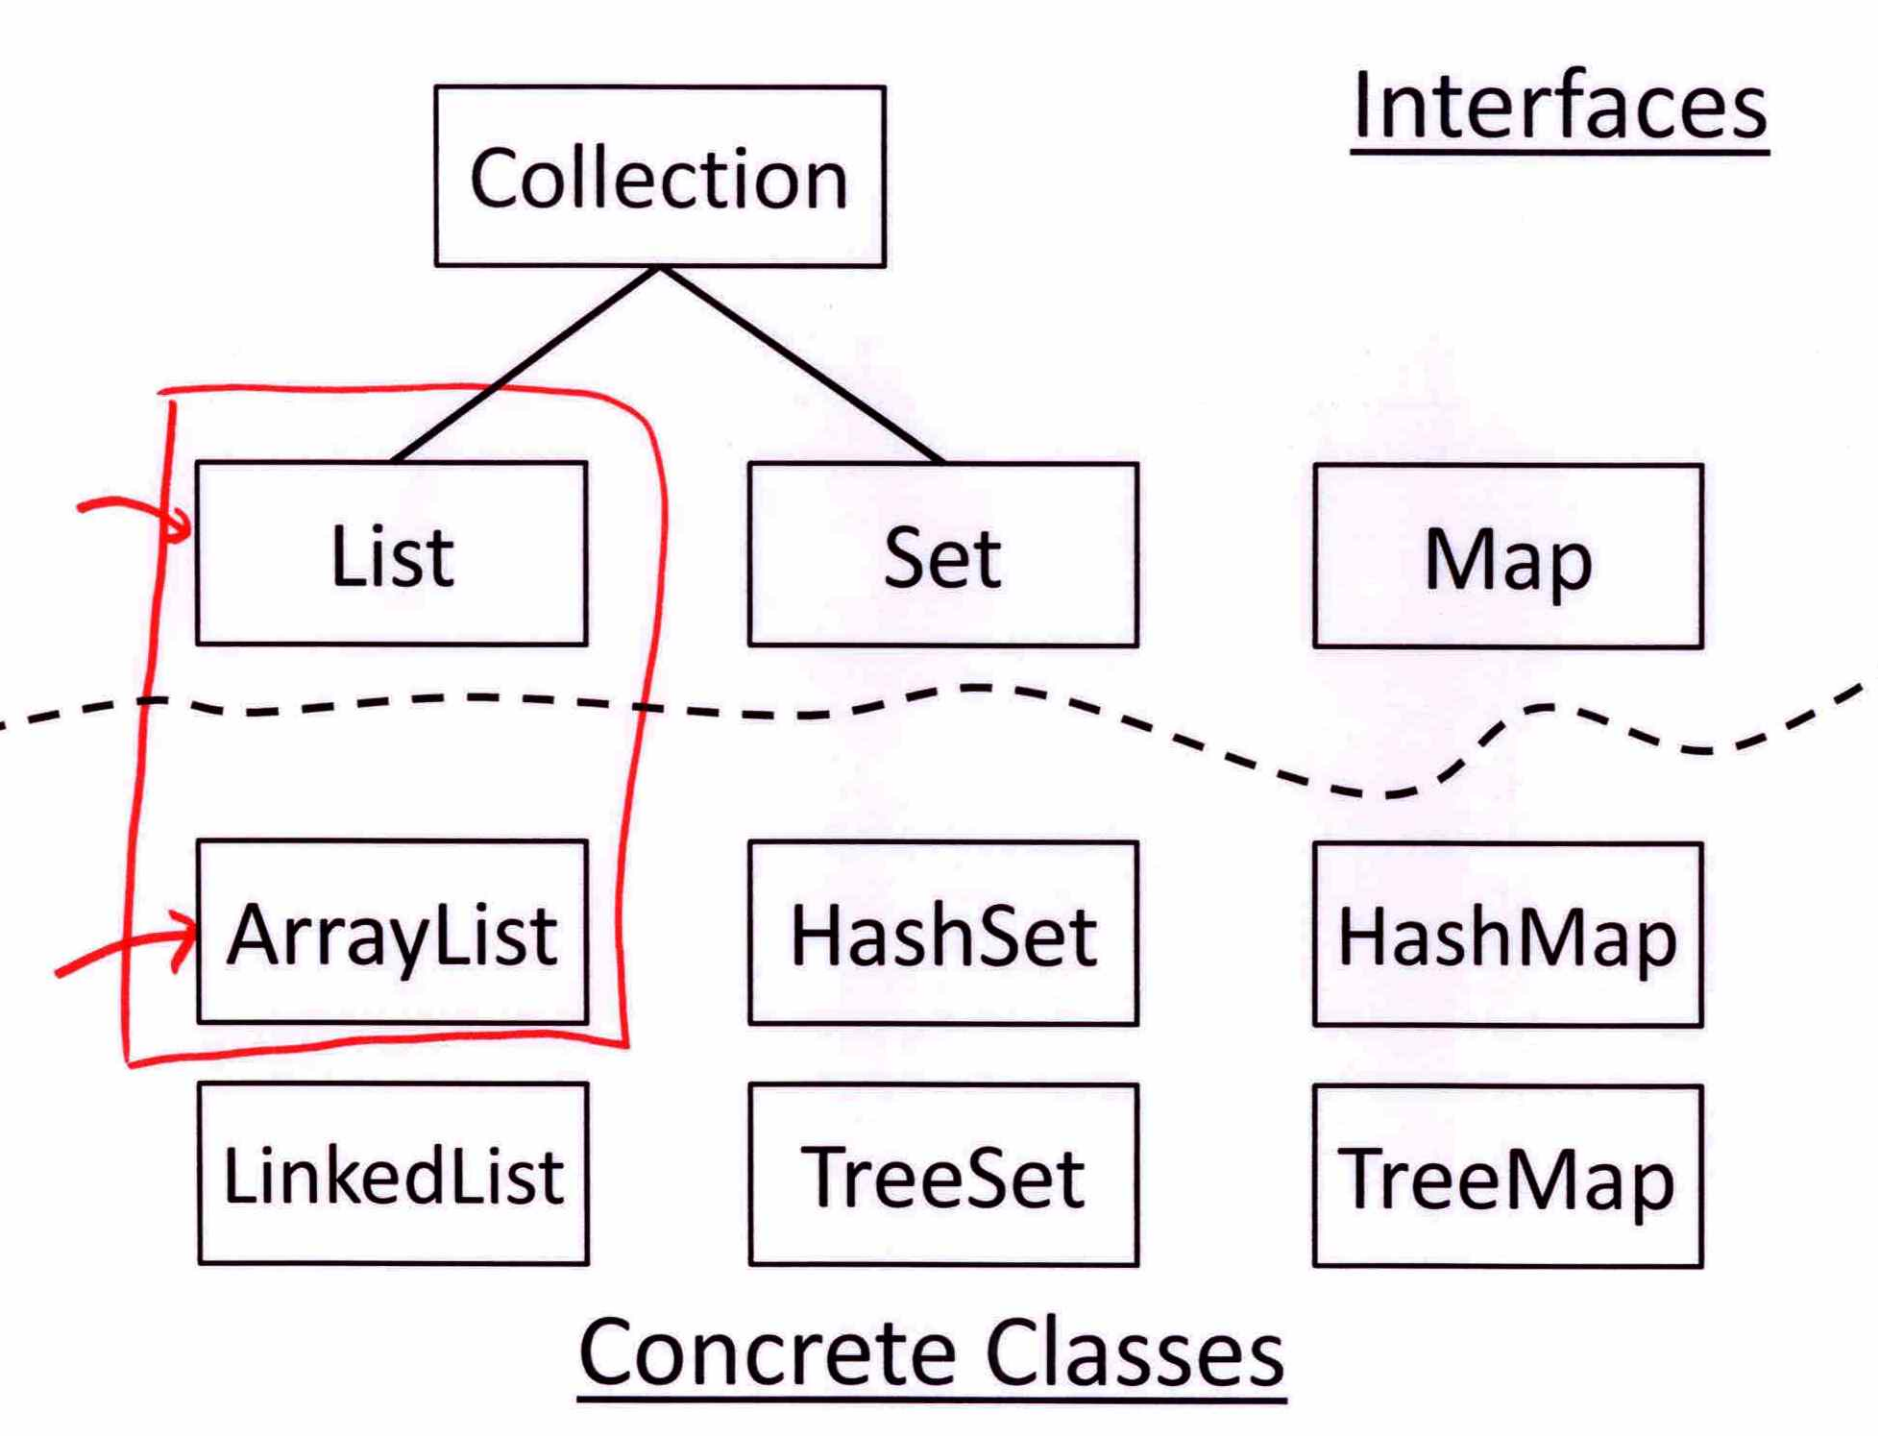 Interfaces
Collection
List
Set
Map
ArrayList
HashSet
HashMap
LinkedList
TreeSet
TreeMap
Concrete Classes